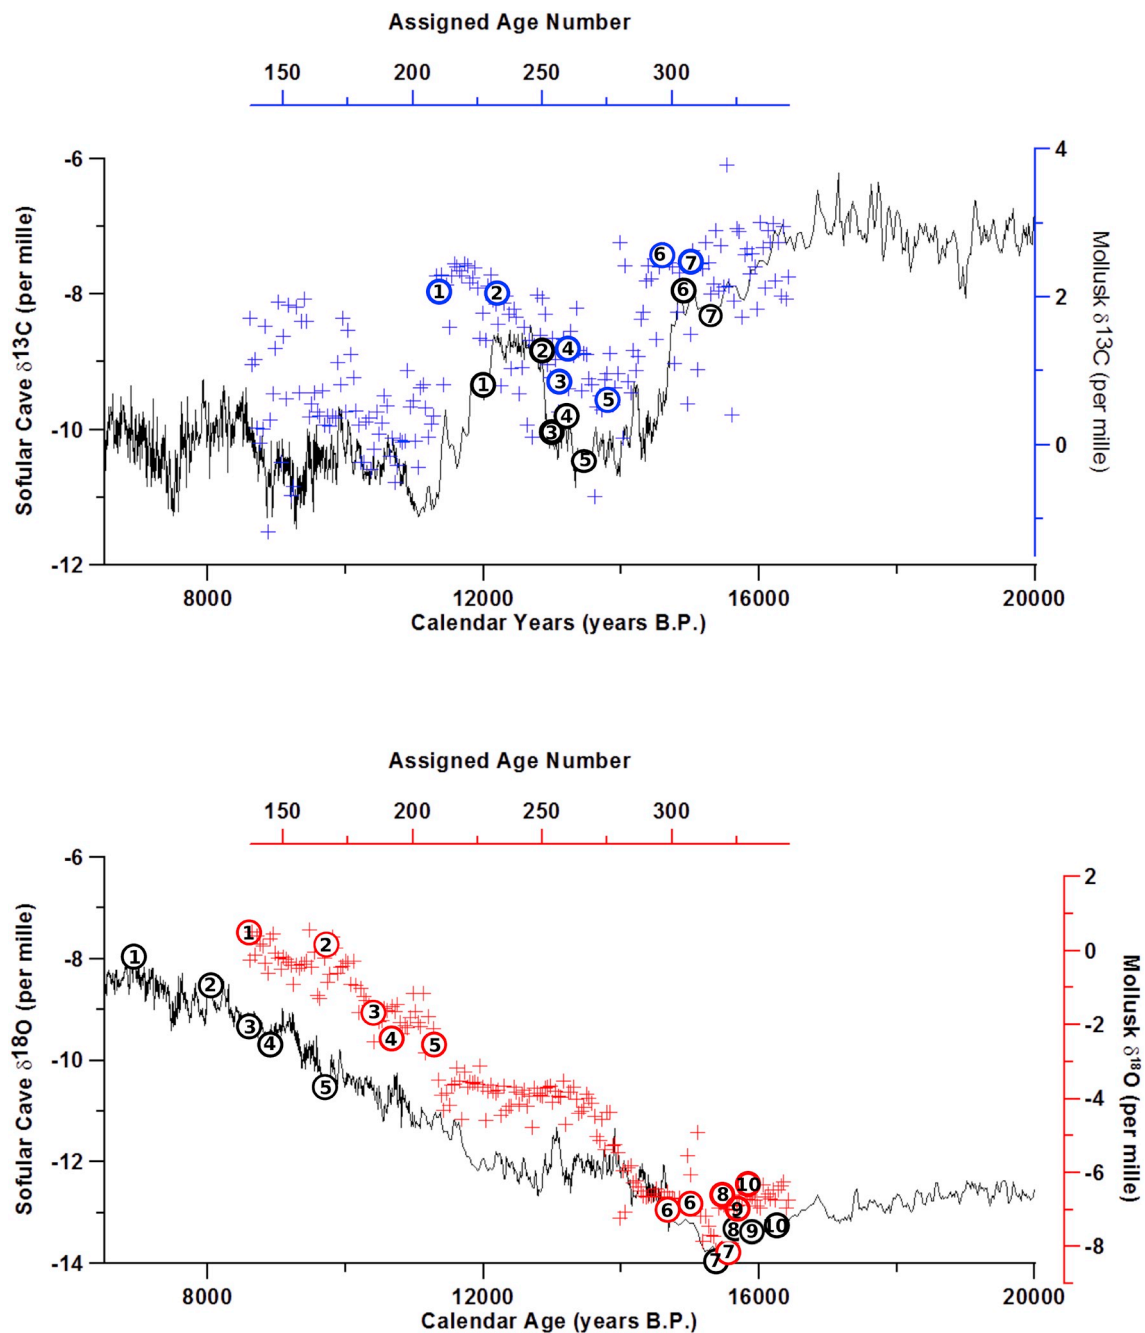 Assigned Age Number
150 200 250 300
-6 -8 -10 -12
Sofular Cave δ13C (per mille)
4 2 0
Mollusk δ13C (per mille)
1 2 3 4 5 6 7
1 2 3 4 5 6 7
8000 12000 16000 20000
Calendar Years (years B.P.)
Assigned Age Number
150 200 250 300
-6 -8 -10 -12 -14
Sofular Cave δ18O (per mille)
2 0 -2 -4 -6 -8
Mollusk δ18O (per mille)
1 2 3 4 5 6 6 7 8 9 10
1 2 3 4 5 7 8 9 10
8000 12000 16000 20000
Calendar Age (years B.P.)